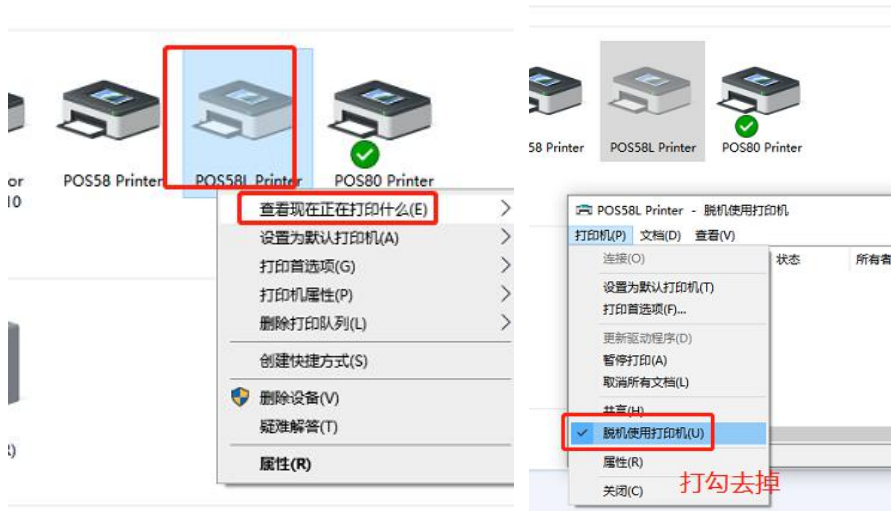 or
10
POS58 Printer
POS58L Printer
POS80 Printer
查看现在正在打印什么(E)
设置为默认打印机(A)
打印首选项(G)
打印机属性(P)
删除打印队列(L)
创建快捷方式(S)
删除设备(V)
疑难解答(T)
属性(R)
58 Printer
POS58L Printer
POS80 Printer
POS58L Printer - 脱机使用打印机
打印机(P) 文档(D) 查看(V)
连接(O)
状态
所有者
设置为默认打印机(T)
打印首选项(F)...
更新驱动程序(D)
暂停打印(A)
取消所有文档(L)
共享(H)
脱机使用打印机(U)
属性(R)
关闭(C)
打勾去掉